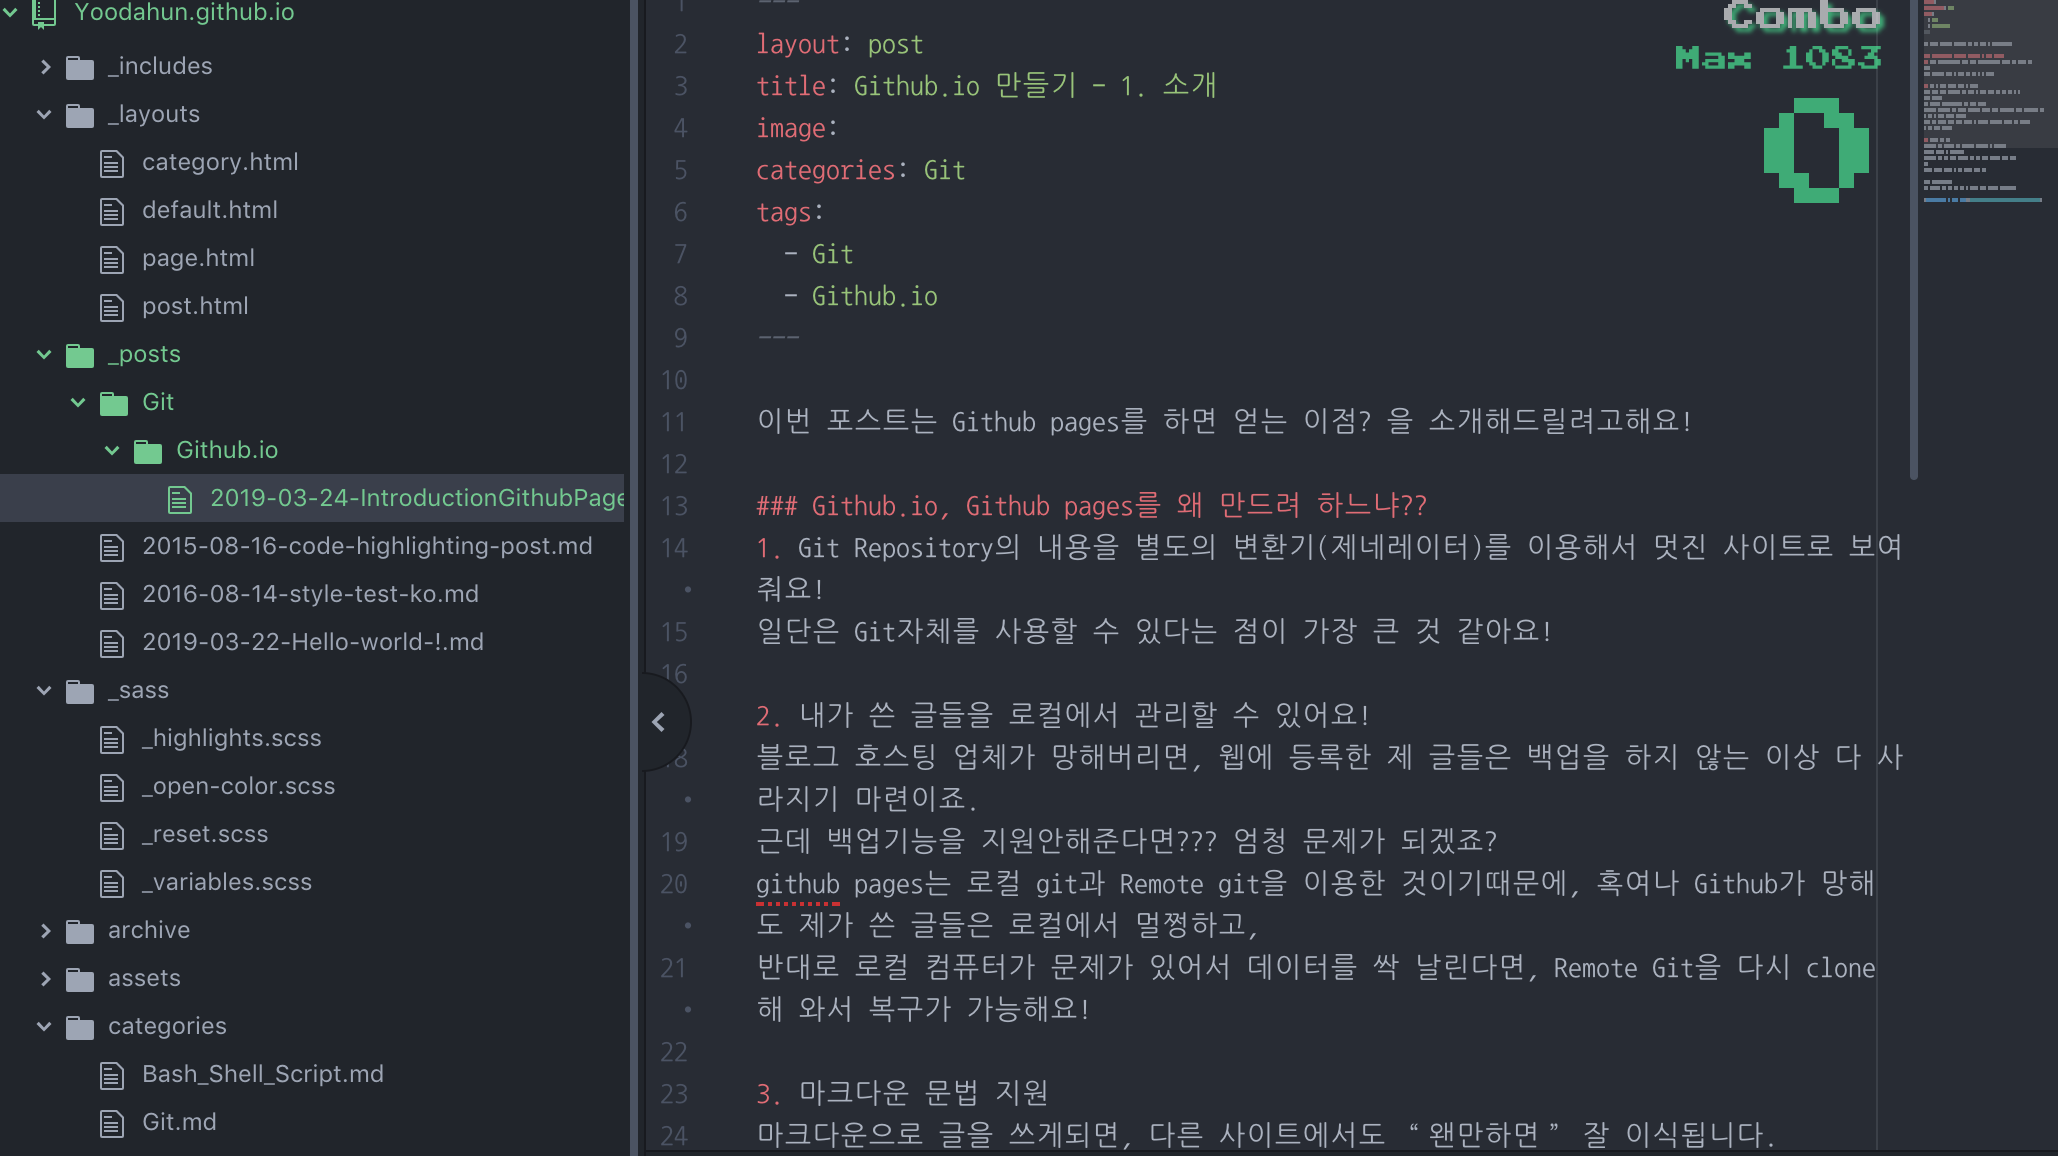 Yoodahun.github.io
_includes
_layouts
category.html
default.html
page.html
post.html
_posts
Git
Github.io
2019-03-24-IntroductionGithubPage
2015-08-16-code-highlighting-post.md
2016-08-14-style-test-ko.md
2019-03-22-Hello-world-!.md
_sass
_highlights.scss
_open-color.scss
_reset.scss
_variables.scss
archive
assets
categories
Bash_Shell_Script.md
Git.md
1 ---
2 layout: post
3 title: Github.io 만들기 - 1. 소개
4 image:
5 categories: Git
6 tags:
7 - Git
8 - Github.io
9 ---
10
11 이번 포스트는 Github pages를 하면 얻는 이점? 을 소개해드릴려고해요!
12
13 ### Github.io, Github pages를 왜 만드려 하느냐??
14 1. Git Repository의 내용을 별도의 변환기(제네레이터)를 이용해서 멋진 사이트로 보여
• 줘요!
15 일단은 Git자체를 사용할 수 있다는 점이 가장 큰 것 같아요!
16
2. 내가 쓴 글들을 로컬에서 관리할 수 있어요!
18 블로그 호스팅 업체가 망해버리면, 웹에 등록한 제 글들은 백업을 하지 않는 이상 다 사
• 라지기 마련이죠.
19 근데 백업기능을 지원안해준다면??? 엄청 문제가 되겠죠?
20 github pages는 로컬 git과 Remote git을 이용한 것이기때문에, 혹여나 Github가 망해
• 도 제가 쓴 글들은 로컬에서 멀쩡하고,
21 반대로 로컬 컴퓨터가 문제가 있어서 데이터를 싹 날린다면, Remote Git을 다시 clone
• 해 와서 복구가 가능해요!
22
23 3. 마크다운 문법 지원
24 마크다운으로 글을 쓰게되면, 다른 사이트에서도 “왠만하면” 잘 이식됩니다.
Combo
Max 1083
0